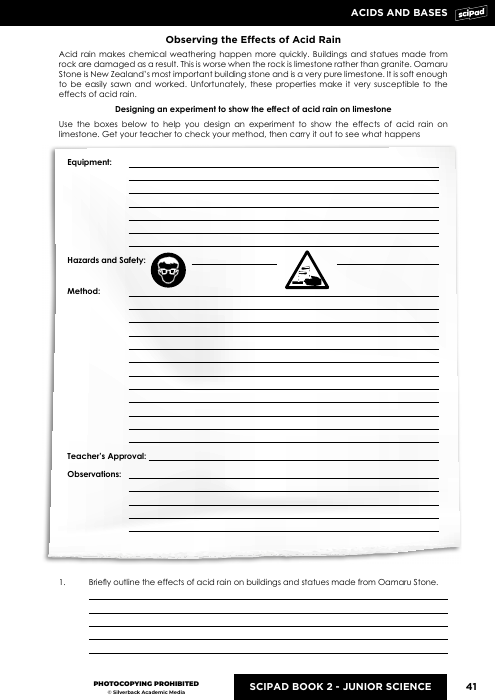 ACIDS AND BASES scipad
Observing the Effects of Acid Rain
Acid rain makes chemical weathering happen more quickly. Buildings and statues made from
rock are damaged as a result. This is worse when the rock is limestone rather than granite. Oamaru
Stone is New Zealand's most important building stone and is a very pure limestone. It is soft enough
to be easily sawn and worked. Unfortunately, these properties make it very susceptible to the
effects of acid rain.
Designing an experiment to show the effect of acid rain on limestone
Use the boxes below to help you design an experiment to show the effects of acid rain on
limestone. Get your teacher to check your method, then carry it out to see what happens
Equipment:
Hazards and Safety:
Method:
Teacher's Approval:
Observations:
1. Briefly outline the effects of acid rain on buildings and statues made from Oamaru Stone.
PHOTOCOPYING PROHIBITED
© Silverback Academic Media
SCIPAD BOOK 2 - JUNIOR SCIENCE 41